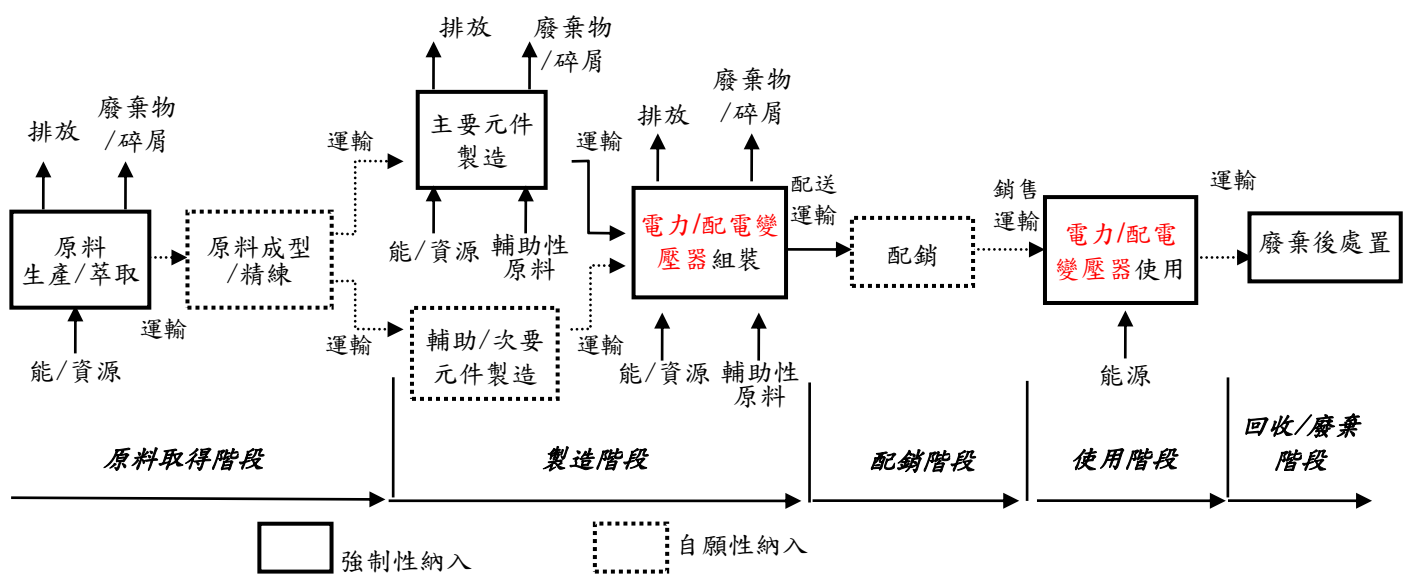 排放
廢棄物
/碎屑
排放
廢棄物
/碎屑
主要元件
製造
運輸
能/資源
輔助性
原料
原料
生產/萃取
能/資源
運輸
原料成型
/精練
運輸
輔助/次要
元件製造
運輸
運輸
排放
廢棄物
/碎屑
電力/配電變
壓器組裝
能/資源
輔助性
原料
配送
運輸
配銷
銷售
運輸
電力/配電
變壓器使用
能源
運輸
廢棄後處置
原料取得階段
製造階段
配銷階段
使用階段
回收/廢棄
階段
強制性納入
自願性納入